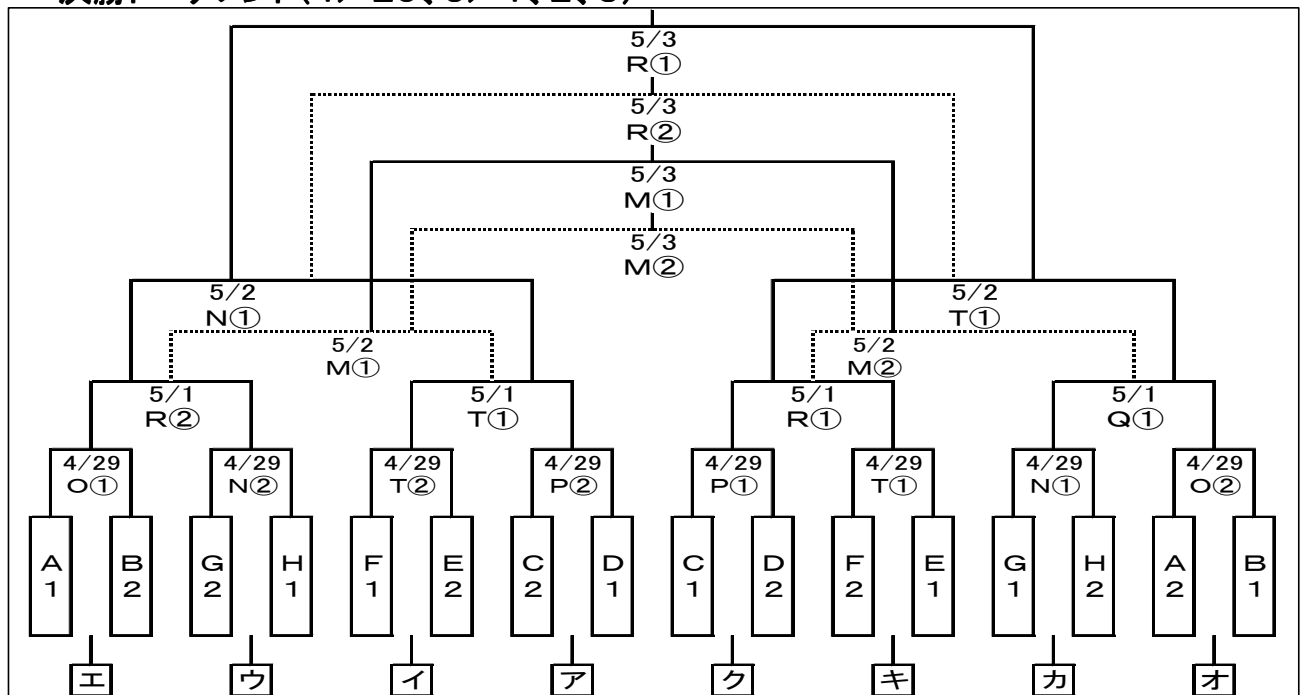 5/3
R①
5/3
R②
5/3
M①
5/3
M②
5/2 5/2
N① T①
5/2 5/2
M① M②
5/1 5/1 5/1 5/1
R② T① R① Q①
4/29 4/29 4/29 4/29 4/29 4/29 4/29 4/29
O① N② T② P② P① T① N① O②
A B G H F E C D C D F E G H A B
1 2 2 1 1 2 2 1 1 2 2 1 1 2 2 1
エ ウ イ ア ク キ カ オ